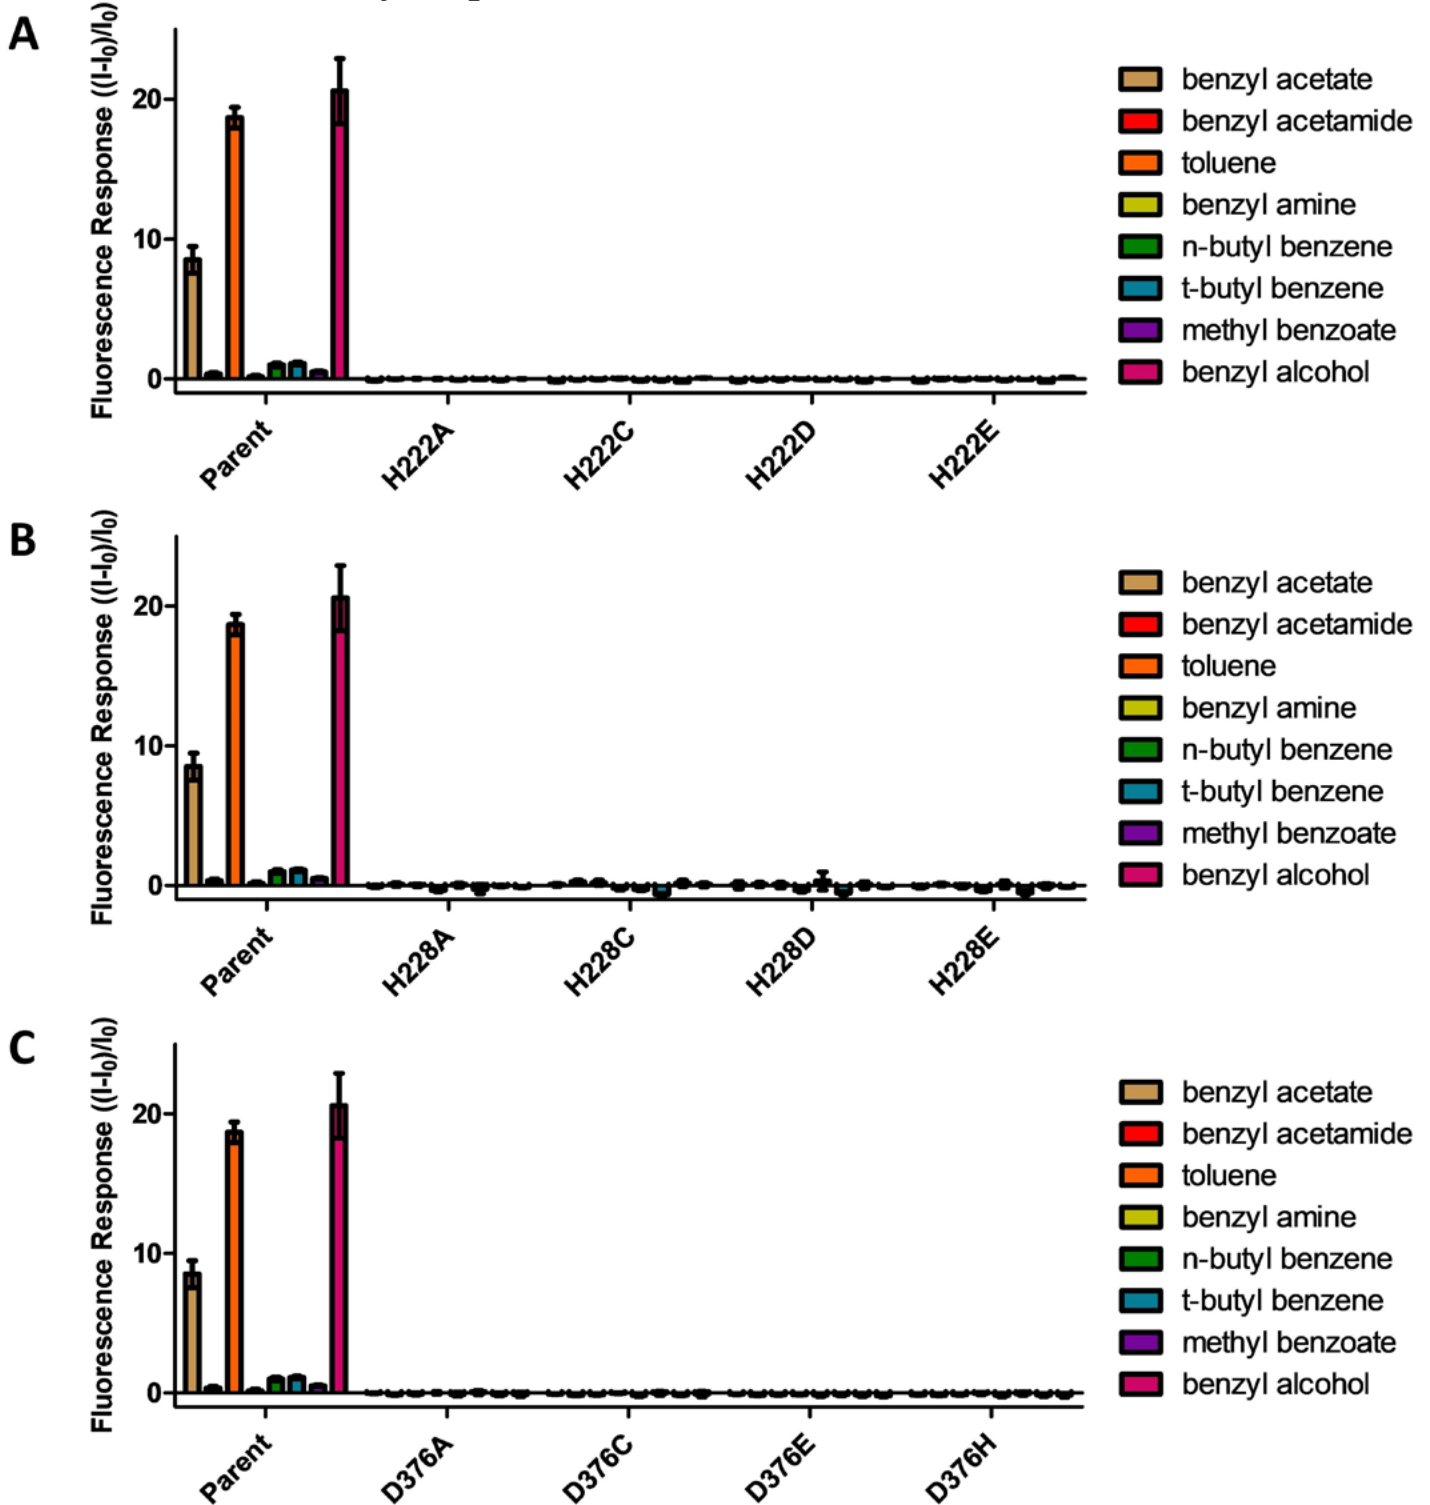 A
Fluorescence Response ((I-I₀)/I₀)
20
10
0
Parent
H222A
H222C
H222D
H222E
benzyl acetate
benzyl acetamide
toluene
benzyl amine
n-butyl benzene
t-butyl benzene
methyl benzoate
benzyl alcohol
B
Fluorescence Response ((I-I₀)/I₀)
20
10
0
Parent
H228A
H228C
H228D
H228E
benzyl acetate
benzyl acetamide
toluene
benzyl amine
n-butyl benzene
t-butyl benzene
methyl benzoate
benzyl alcohol
C
Fluorescence Response ((I-I₀)/I₀)
20
10
0
Parent
D376A
D376C
D376E
D376H
benzyl acetate
benzyl acetamide
toluene
benzyl amine
n-butyl benzene
t-butyl benzene
methyl benzoate
benzyl alcohol